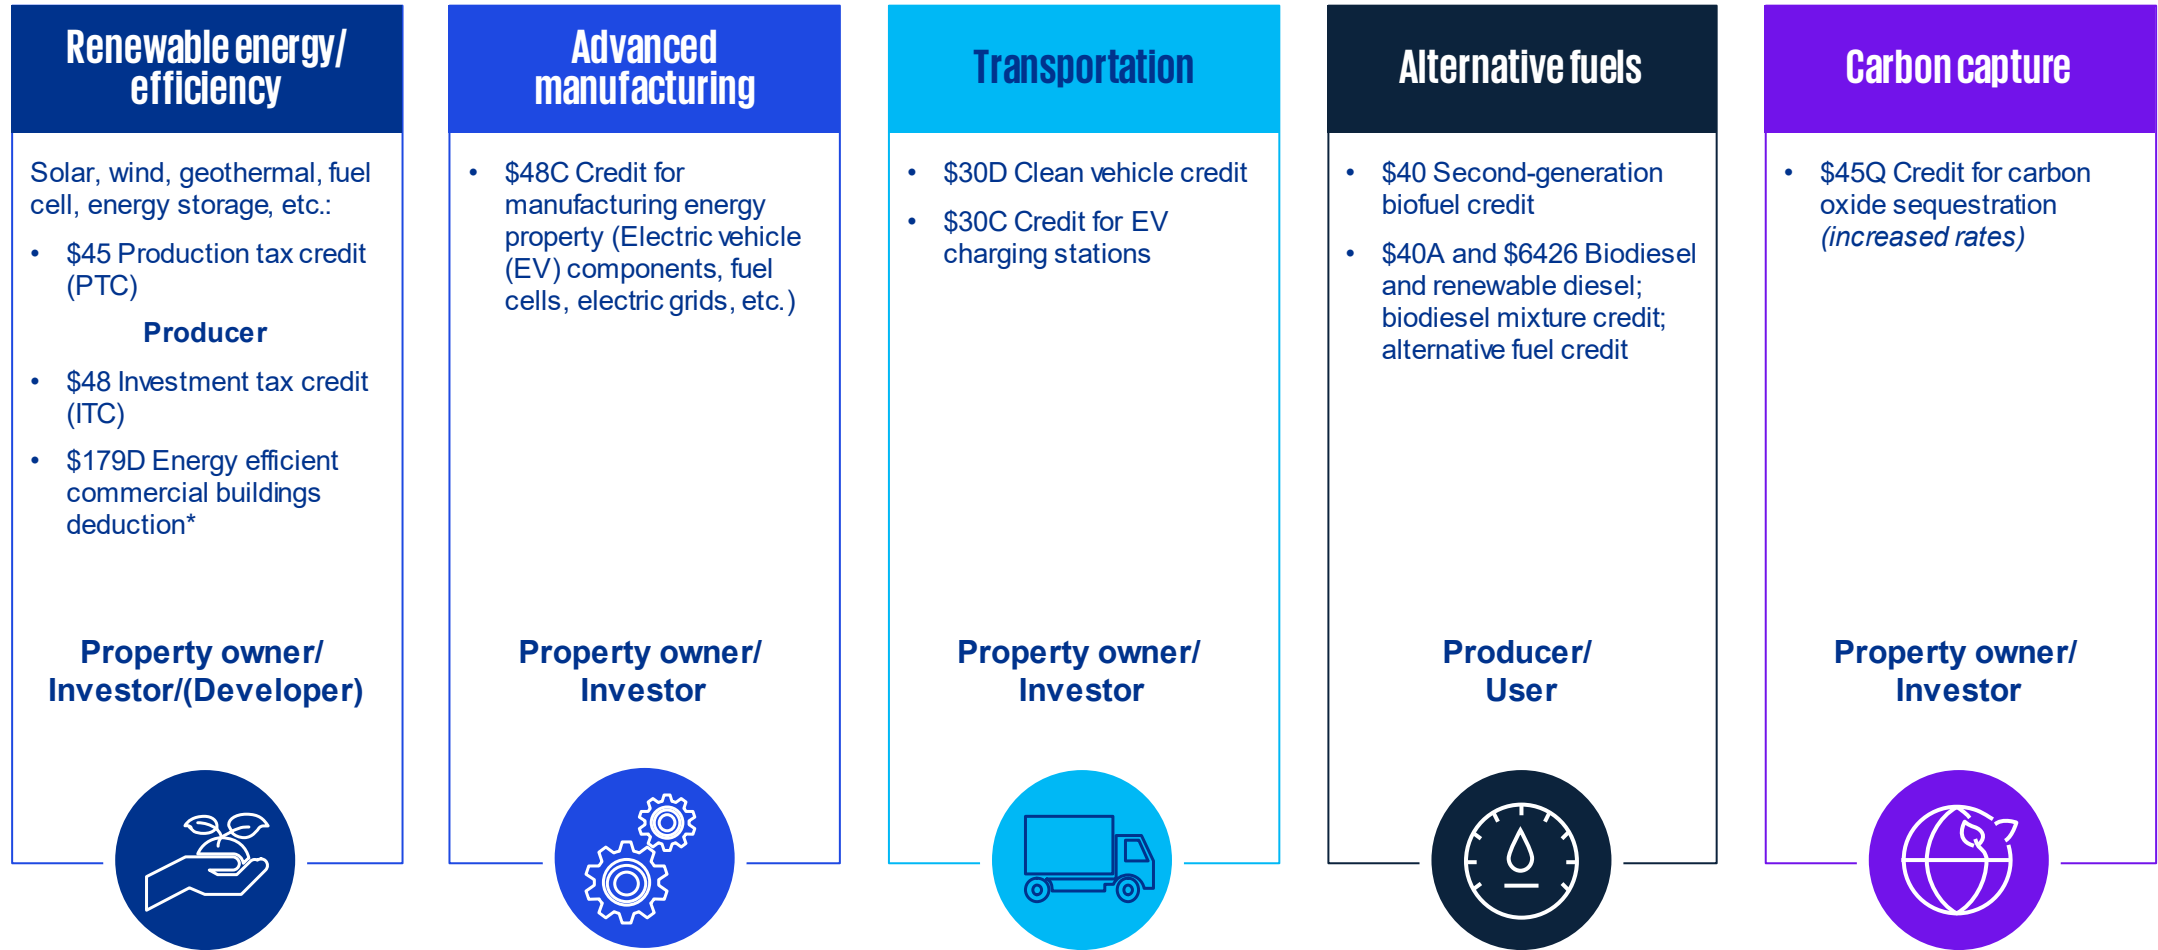 Renewable energy/
efficiency
Solar, wind, geothermal, fuel
cell, energy storage, etc.:
• $45 Production tax credit
(PTC)
Producer
• $48 Investment tax credit
(ITC)
• $179D Energy efficient
commercial buildings
deduction*
Property owner/
Investor/(Developer)
Advanced
manufacturing
• $48C Credit for
manufacturing energy
property (Electric vehicle
(EV) components, fuel
cells, electric grids, etc.)
Property owner/
Investor
Transportation
• $30D Clean vehicle credit
• $30C Credit for EV
charging stations
Property owner/
Investor
Alternative fuels
• $40 Second-generation
biofuel credit
• $40A and $6426 Biodiesel
and renewable diesel;
biodiesel mixture credit;
alternative fuel credit
Producer/
User
Carbon capture
• $45Q Credit for carbon
oxide sequestration
(increased rates)
Property owner/
Investor